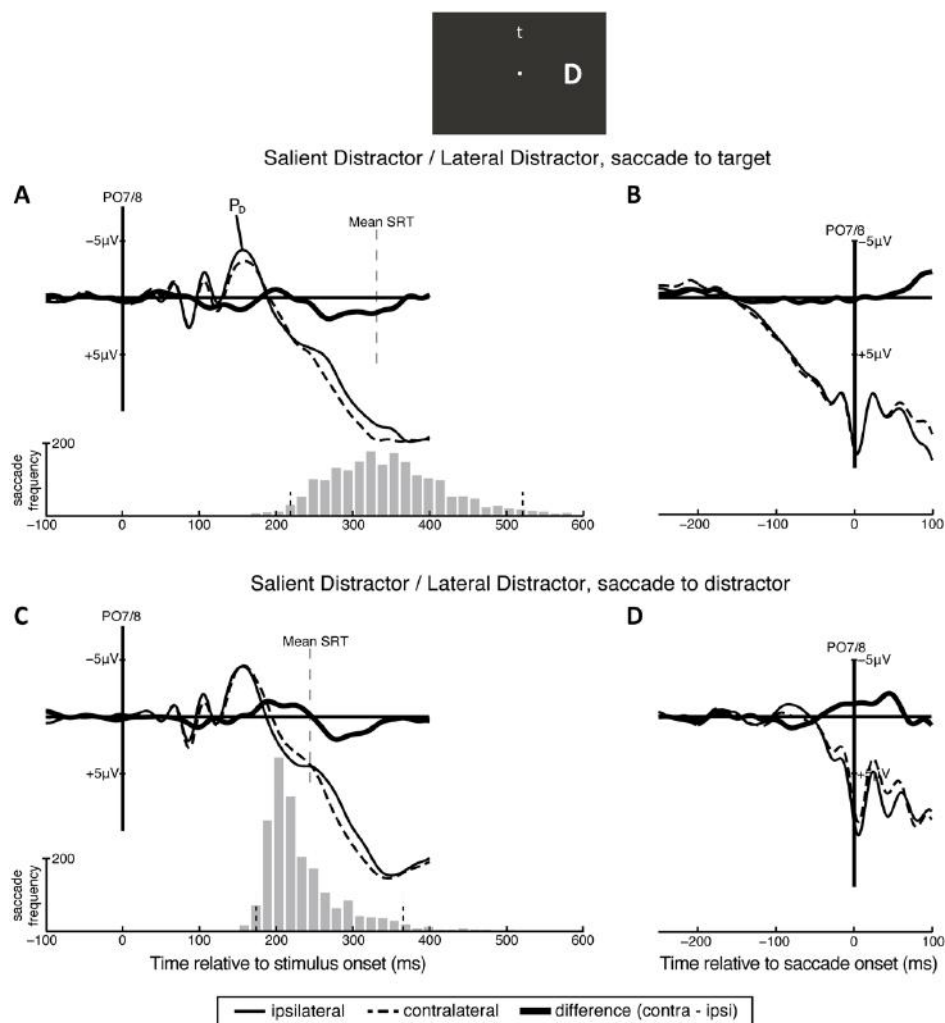 t
D
Salient Distractor / Lateral Distractor, saccade to target
A
B
PO7/8
PD
Mean SRT
−5µV
+5µV
200
saccade
frequency
−100 0 100 200 300 400 500 600
PO7/8
−5µV
+5µV
−200 −100 0 100
Salient Distractor / Lateral Distractor, saccade to distractor
C
D
PO7/8
Mean SRT
−5µV
+5µV
200
saccade
frequency
−100 0 100 200 300 400 500 600
Time relative to stimulus onset (ms)
PO7/8
−5µV
+5µV
−200 −100 0 100
Time relative to saccade onset (ms)
ipsilateral contralateral difference (contra - ipsi)